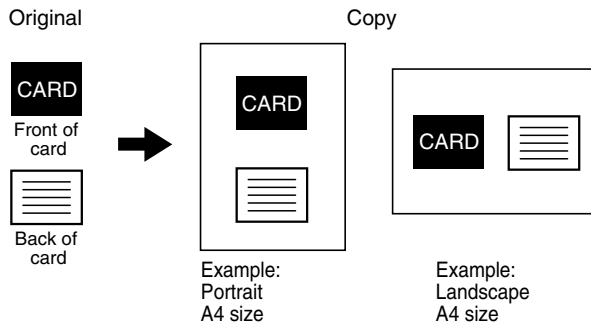 Original
Copy
CARD
Front of
card
Back of
card
CARD
CARD
Example:
Portrait
A4 size
Example:
Landscape
A4 size